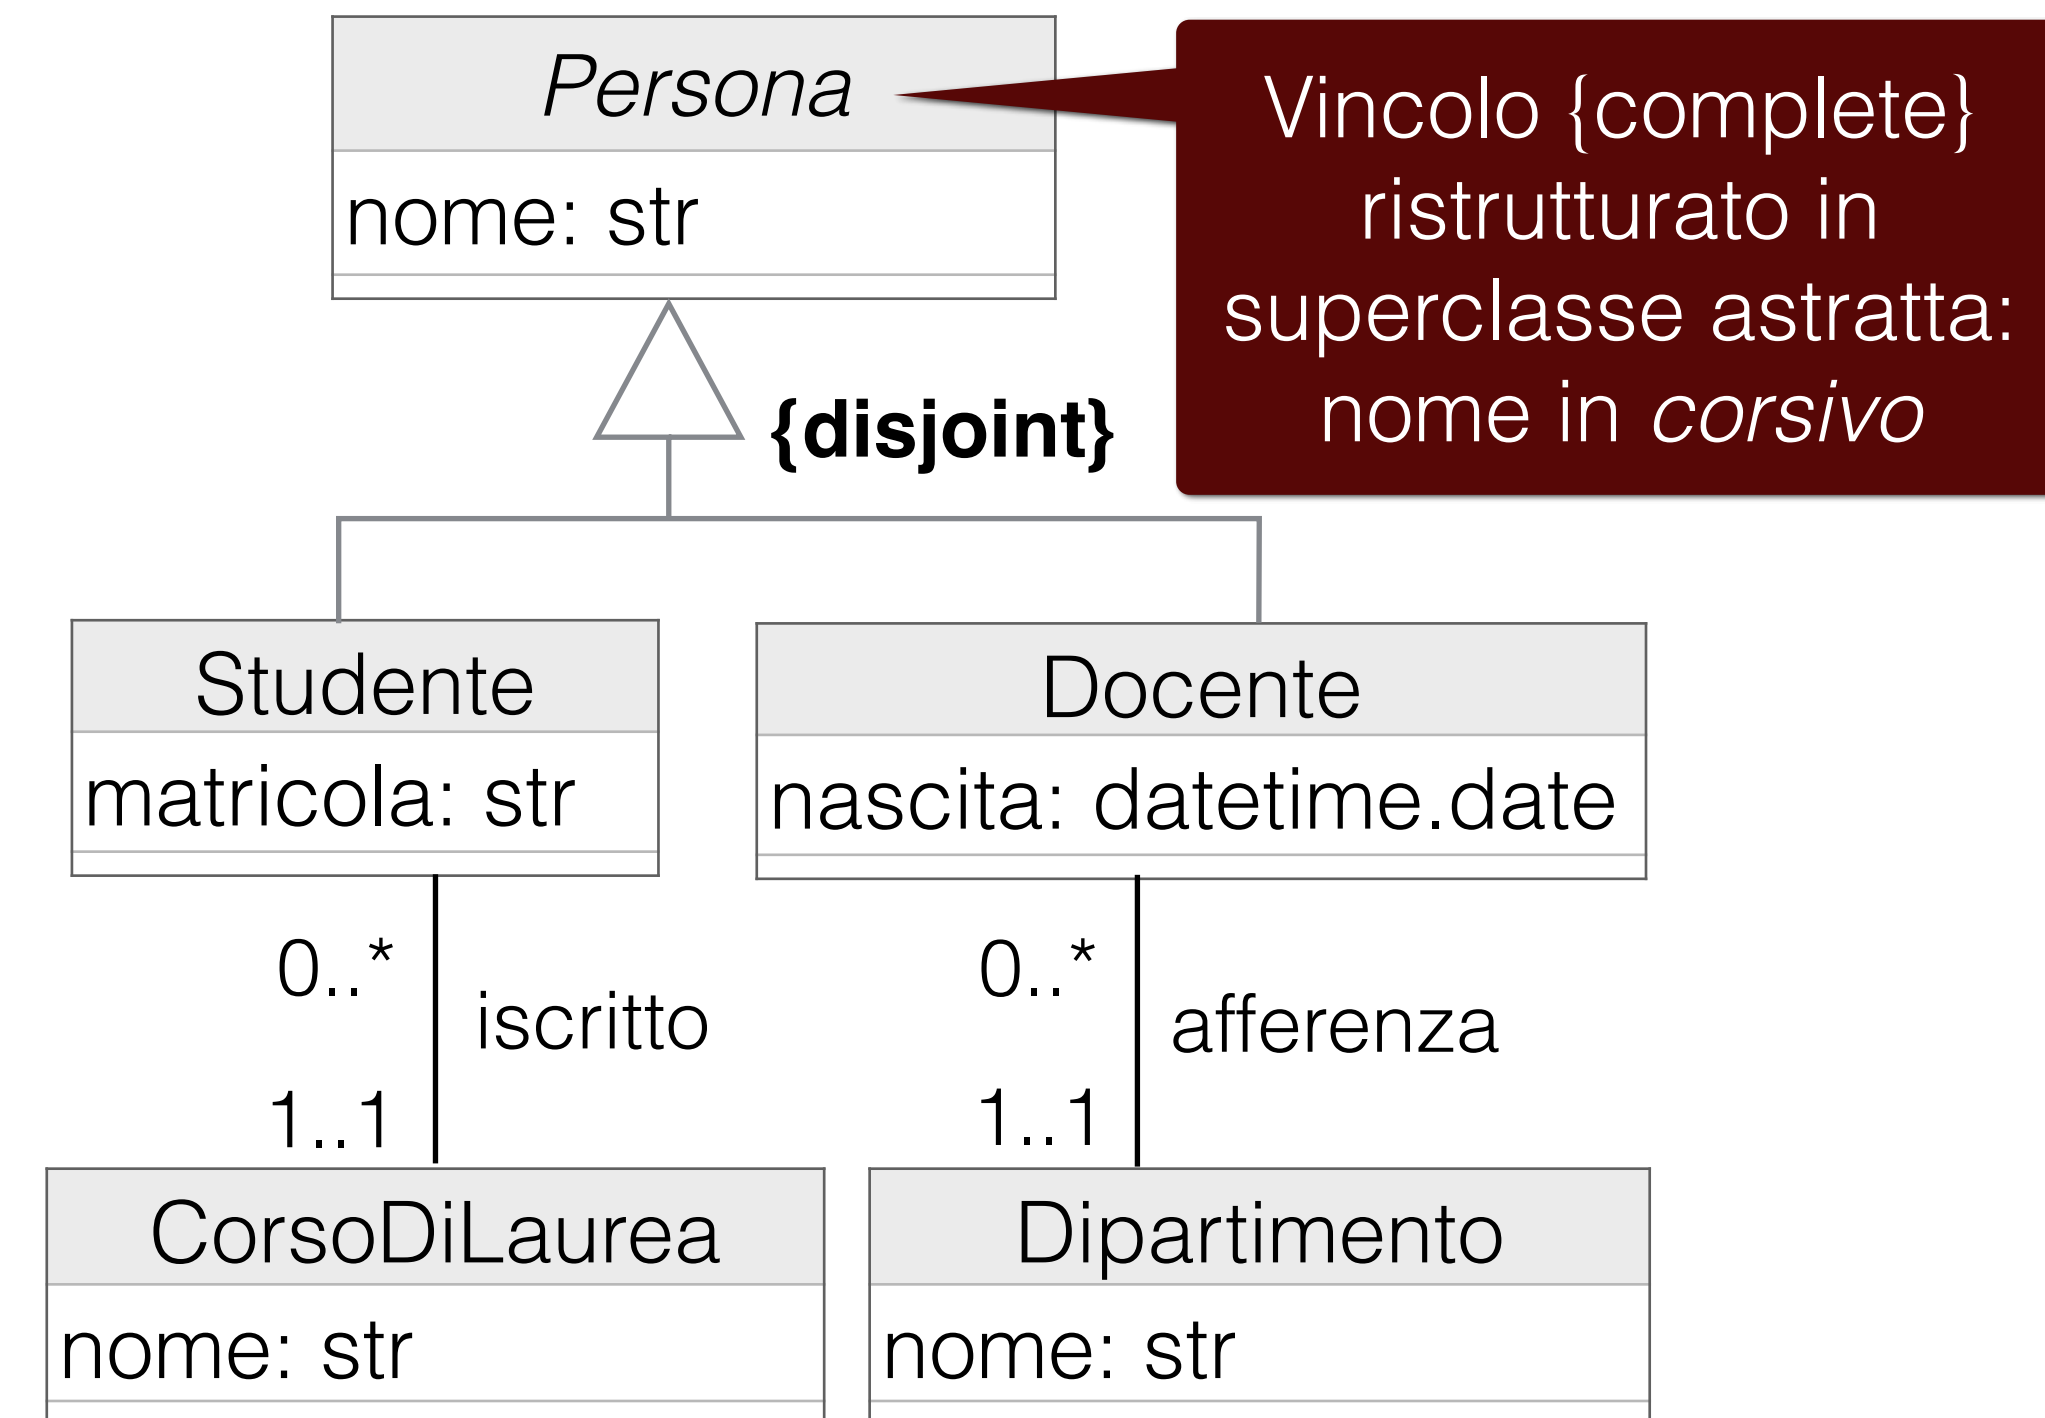 Persona
nome: str
Vincolo {complete}
ristrutturato in
superclasse astratta:
nome in corsivo
{disjoint}
Studente
matricola: str
Docente
nascita: datetime.date
0..*
iscritto
1..1
0..*
afferenza
1..1
CorsoDiLaurea
nome: str
Dipartimento
nome: str